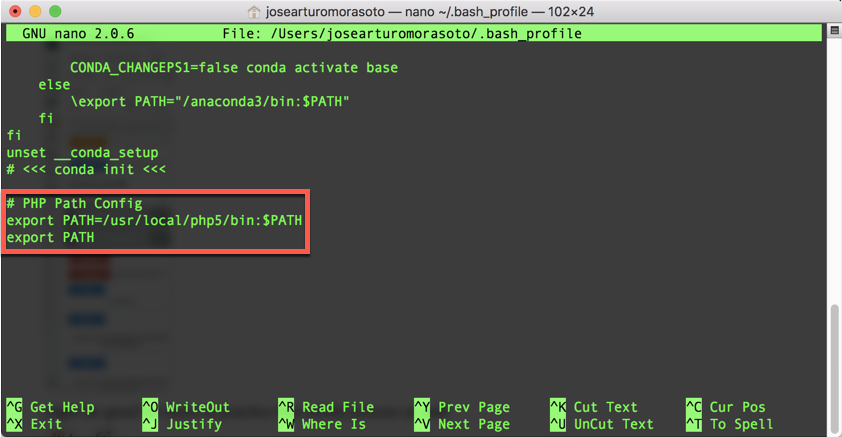 josearturomorasoto — nano ~/.bash_profile — 102×24
GNU nano 2.0.6 File: /Users/josearturomorasoto/.bash_profile
CONDA_CHANGEPS1=false conda activate base
else
\export PATH="/anaconda3/bin:$PATH"
fi
fi
unset __conda_setup
# <<< conda init <<<
# PHP Path Config
export PATH=/usr/local/php5/bin:$PATH
export PATH
^G Get Help ^O WriteOut ^R Read File ^Y Prev Page ^K Cut Text ^C Cur Pos
^X Exit ^J Justify ^W Where Is ^V Next Page ^U UnCut Text ^T To Spell